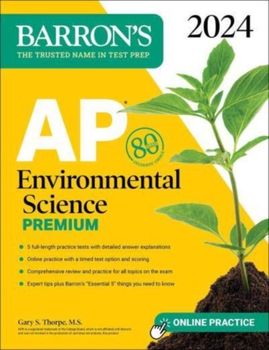 BARRON'S
THE TRUSTED NAME IN TEST PREP
2024
AP
80
Environmental
Science
PREMIUM
• 5 full-length practice tests with detailed answer explanations
• Online practice with a timed test option and scoring
• Comprehensive review and practice for all topics on the exam
• Expert tips plus Barron's "Essential 5" things you need to know
Gary S. Thorpe, M.S.
ONLINE PRACTICE